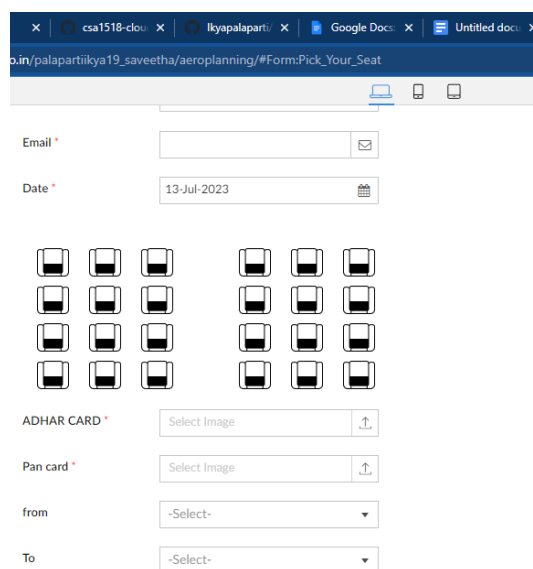 csa1518-clou
lkyapalaparti/
Google Docs:
Untitled docu
o.in/palapartiikya19_saveetha/aeroplanning/#Form:Pick_Your_Seat
Email *
Date *
13-Jul-2023
ADHAR CARD *
Select Image
Pan card *
Select Image
from
-Select-
To
-Select-